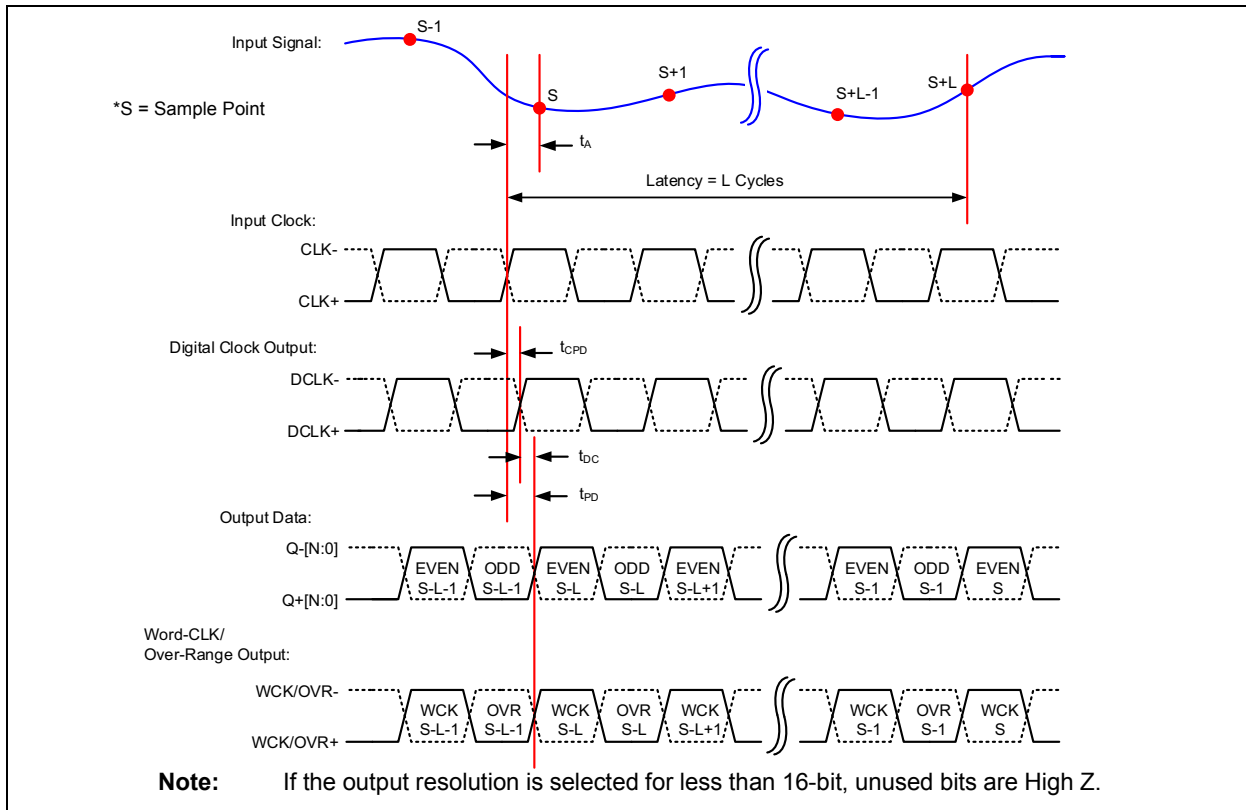 Input Signal:
S-1
S
S+1
S+L-1
S+L
*S = Sample Point
tA
Latency = L Cycles
Input Clock:
CLK-
CLK+
tCPD
Digital Clock Output:
DCLK-
DCLK+
tDC
tPD
Output Data:
Q-[N:0]
Q+[N:0]
EVEN
S-L-1
ODD
S-L-1
EVEN
S-L
ODD
S-L
EVEN
S-L+1
EVEN
S-1
ODD
S-1
EVEN
S
Word-CLK/
Over-Range Output:
WCK/OVR-
WCK/OVR+
WCK
S-L-1
OVR
S-L-1
WCK
S-L
OVR
S-L
WCK
S-L+1
WCK
S-1
OVR
S-1
WCK
S
Note: If the output resolution is selected for less than 16-bit, unused bits are High Z.